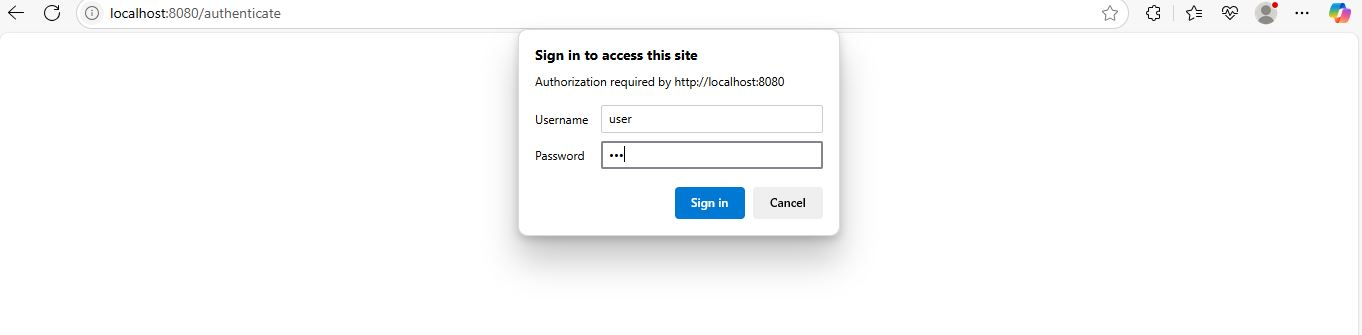 localhost:8080/authenticate
Sign in to access this site
Authorization required by http://localhost:8080
Username user
Password •••
Sign in Cancel